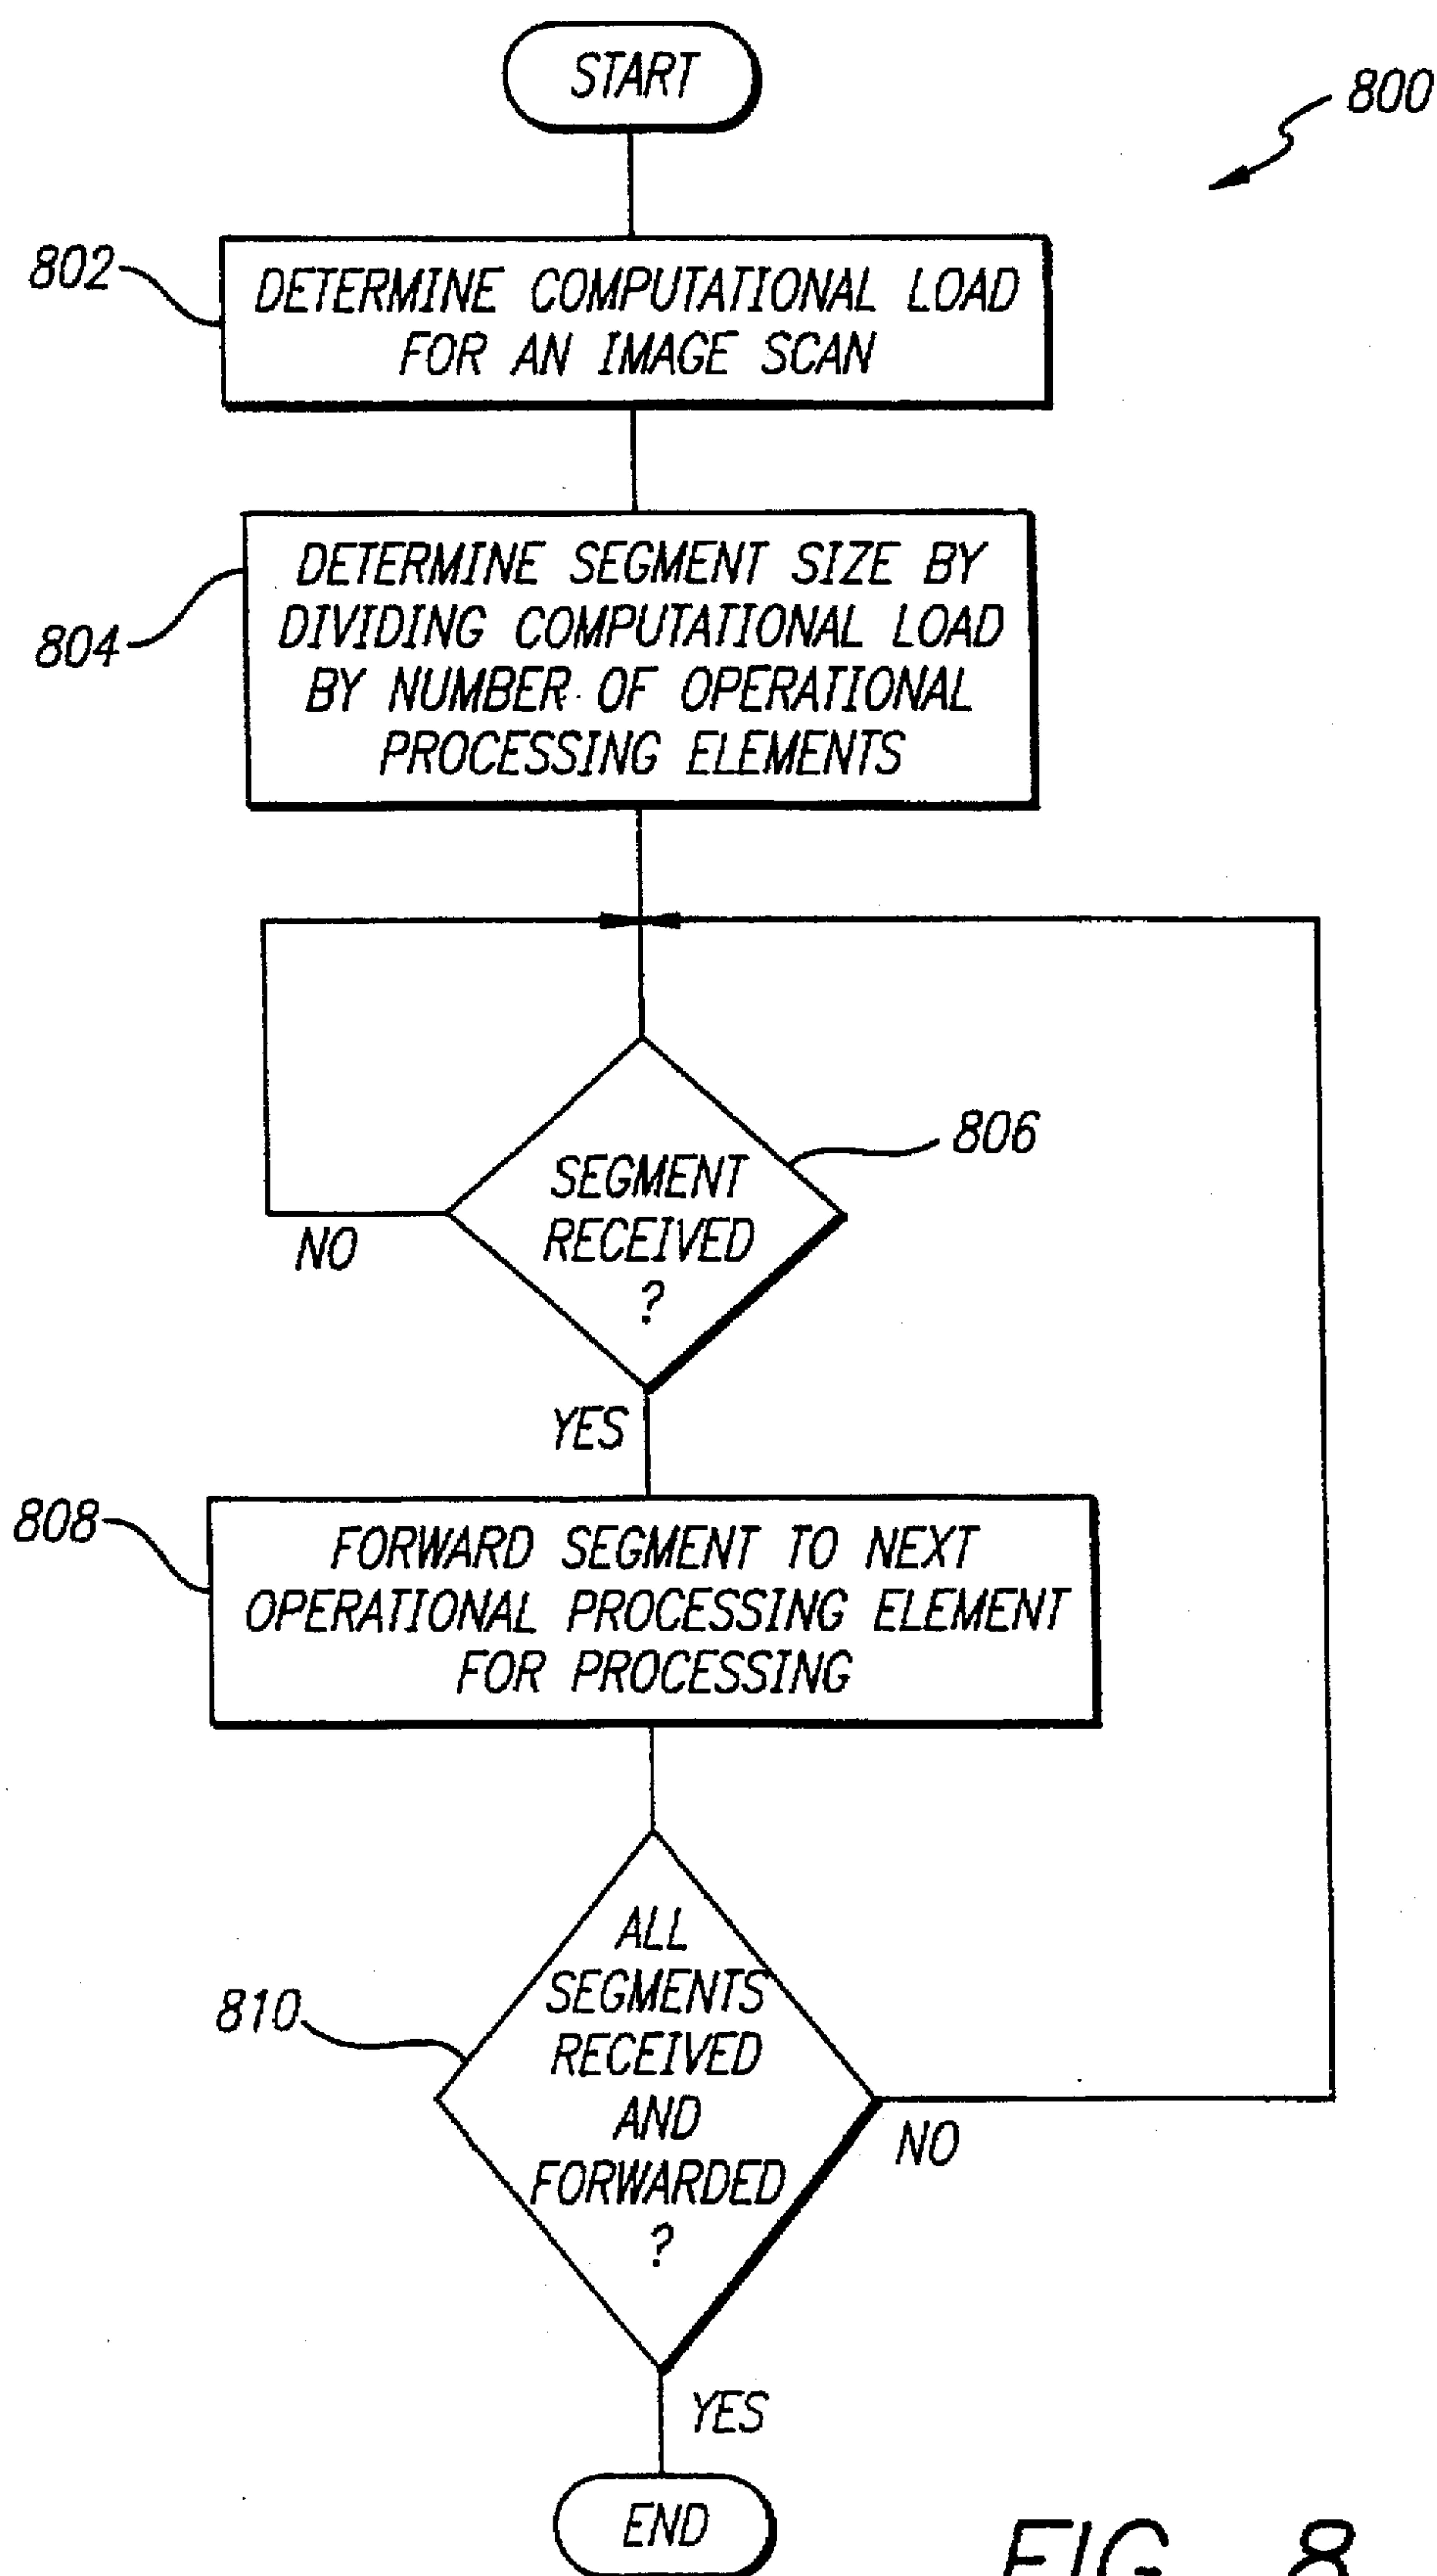 START
800
802
DETERMINE COMPUTATIONAL LOAD
FOR AN IMAGE SCAN
804
DETERMINE SEGMENT SIZE BY
DIVIDING COMPUTATIONAL LOAD
BY NUMBER OF OPERATIONAL
PROCESSING ELEMENTS
806
SEGMENT
RECEIVED
?
NO
YES
808
FORWARD SEGMENT TO NEXT
OPERATIONAL PROCESSING ELEMENT
FOR PROCESSING
810
ALL
SEGMENTS
RECEIVED
AND
FORWARDED
?
NO
YES
END
FIG. 8